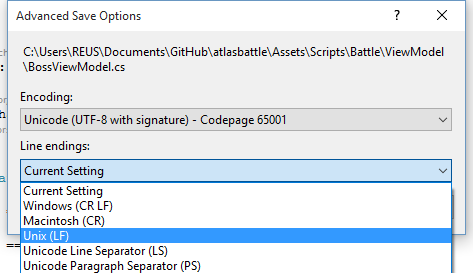 Advanced Save Options
C:\Users\REUS\Documents\GitHub\atlasbattle\Assets\Scripts\Battle\ViewModel
\BossViewModel.cs
Encoding:
Unicode (UTF-8 with signature) - Codepage 65001
Line endings:
Current Setting
Current Setting
Windows (CR LF)
Macintosh (CR)
Unix (LF)
Unicode Line Separator (LS)
Unicode Paragraph Separator (PS)